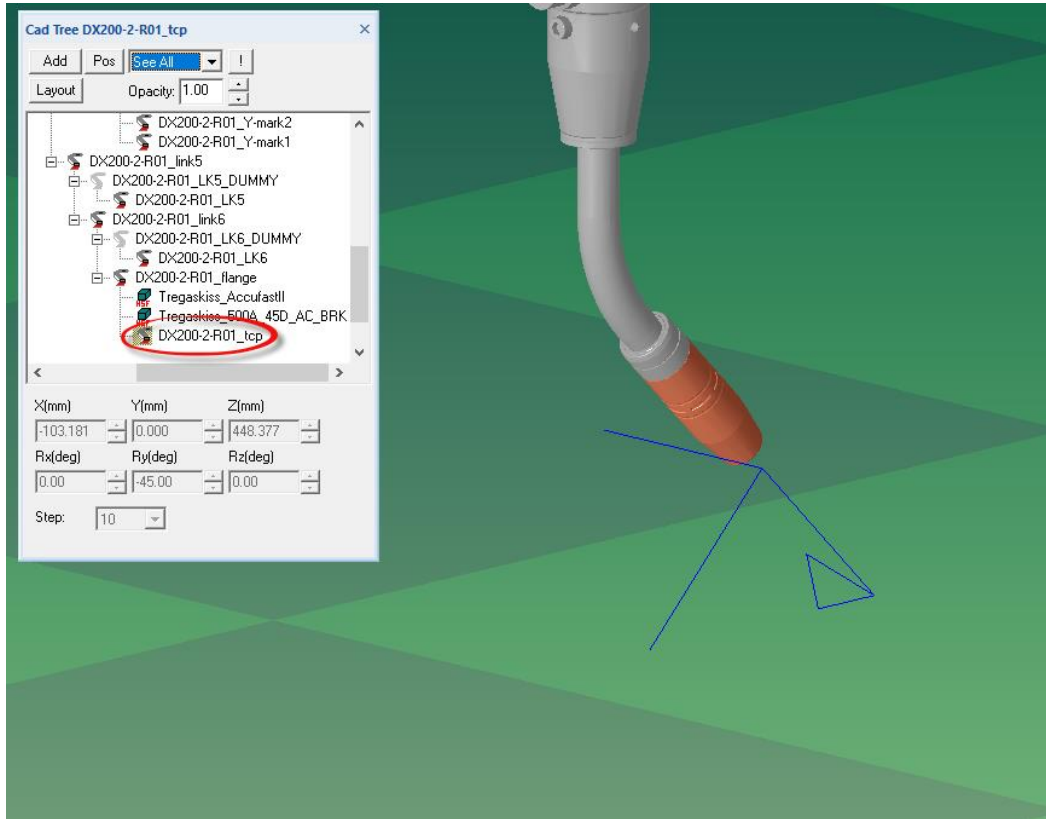 Cad Tree DX200-2-R01_tcp
Add Pos See All !
Layout Opacity: 1.00
DX200-2-R01_Y-mark2
DX200-2-R01_Y-mark1
DX200-2-R01_link5
DX200-2-R01_LK5_DUMMY
DX200-2-R01_LK5
DX200-2-R01_link6
DX200-2-R01_LK6_DUMMY
DX200-2-R01_LK6
DX200-2-R01_flange
HSF Tregaskiss_AccufastII
HSF Tregaskiss_500A_45D_AC_BRK
DX200-2-R01_tcp
X(mm) Y(mm) Z(mm)
-103.181 0.000 448.377
Rx(deg) Ry(deg) Rz(deg)
0.00 -45.00 0.00
Step: 10